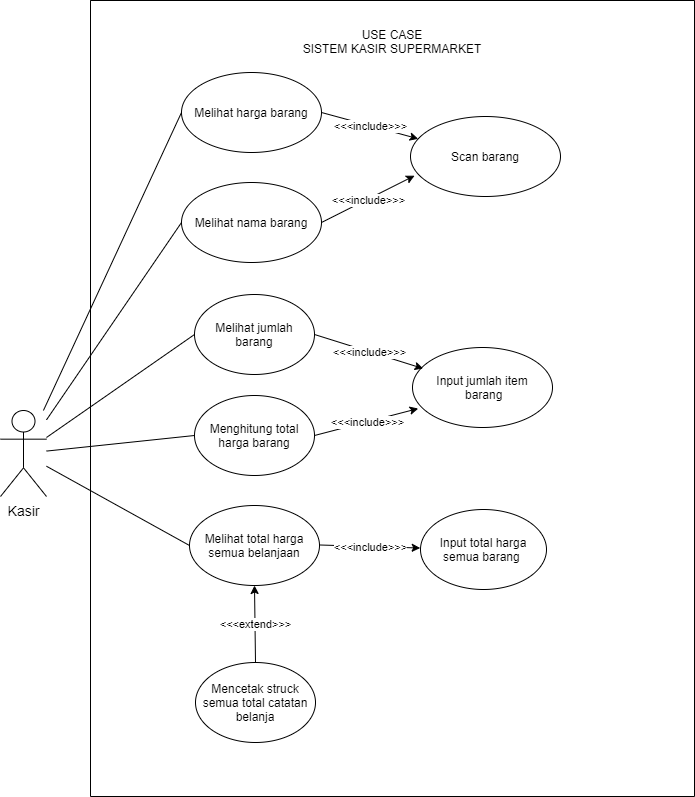 USE CASE
SISTEM KASIR SUPERMARKET
Melihat harga barang
<<<include>>>
Scan barang
Melihat nama barang
<<<include>>>
Melihat jumlah
barang
<<<include>>>
Input jumlah item
barang
Menghitung total
harga barang
<<<include>>>
Kasir
Melihat total harga
semua belanjaan
<<<include>>>
Input total harga
semua barang
<<<extend>>>
Mencetak struck
semua total catatan
belanja